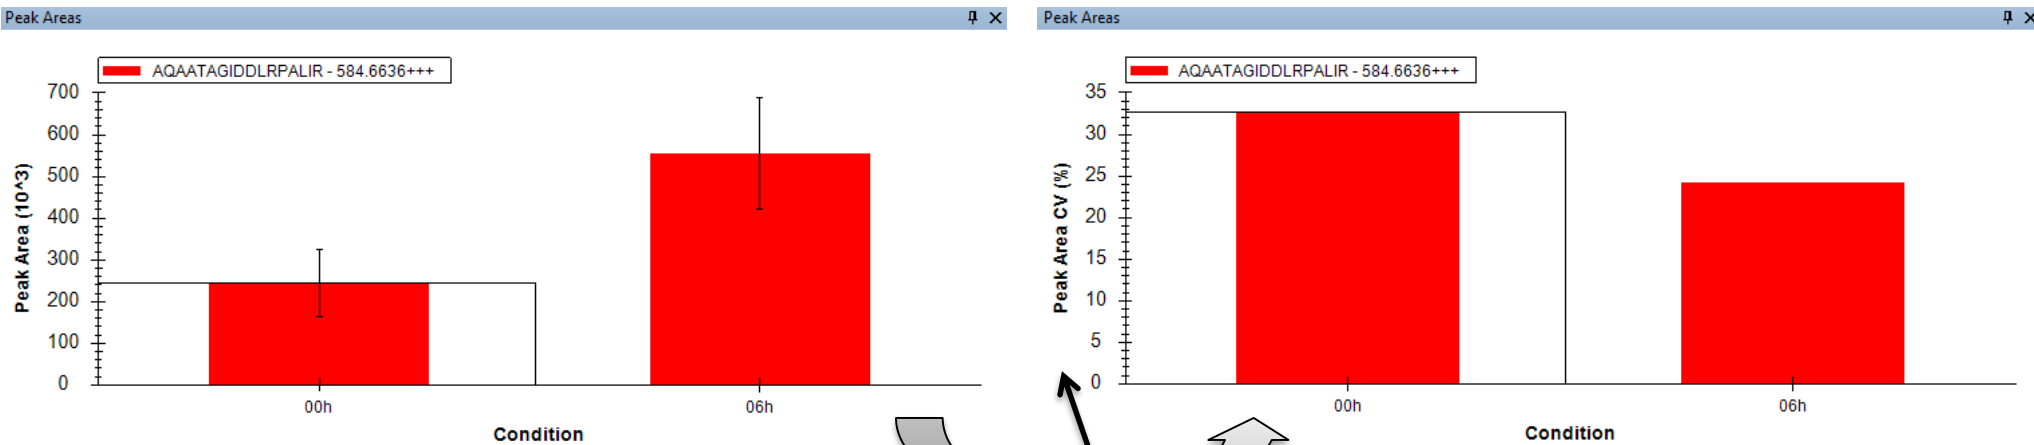 Peak Areas
AQAATAGIDDLRPALIR - 584.6636+++
700
600
500
400
300
200
100
0
Peak Area (10^3)
00h
06h
Condition
Peak Areas
AQAATAGIDDLRPALIR - 584.6636+++
35
30
25
20
15
10
5
0
Peak Area CV (%)
00h
06h
Condition